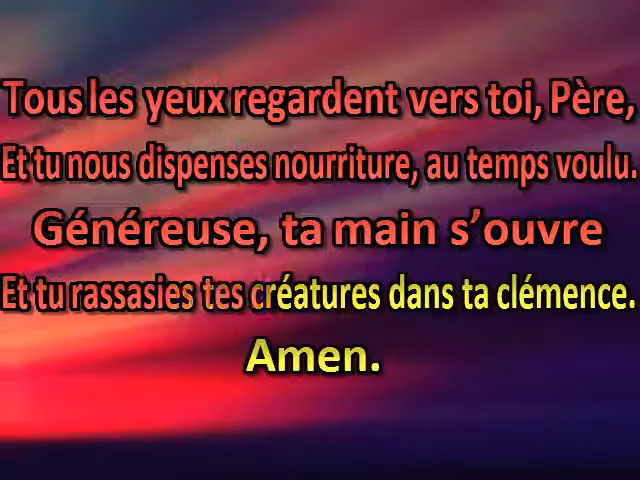 Tous les yeux regardent vers toi, Père,
Et tu nous dispenses nourriture, au temps voulu.
Généreuse, ta main s’ouvre
Et tu rassasies tes créatures dans ta clémence.
Amen.